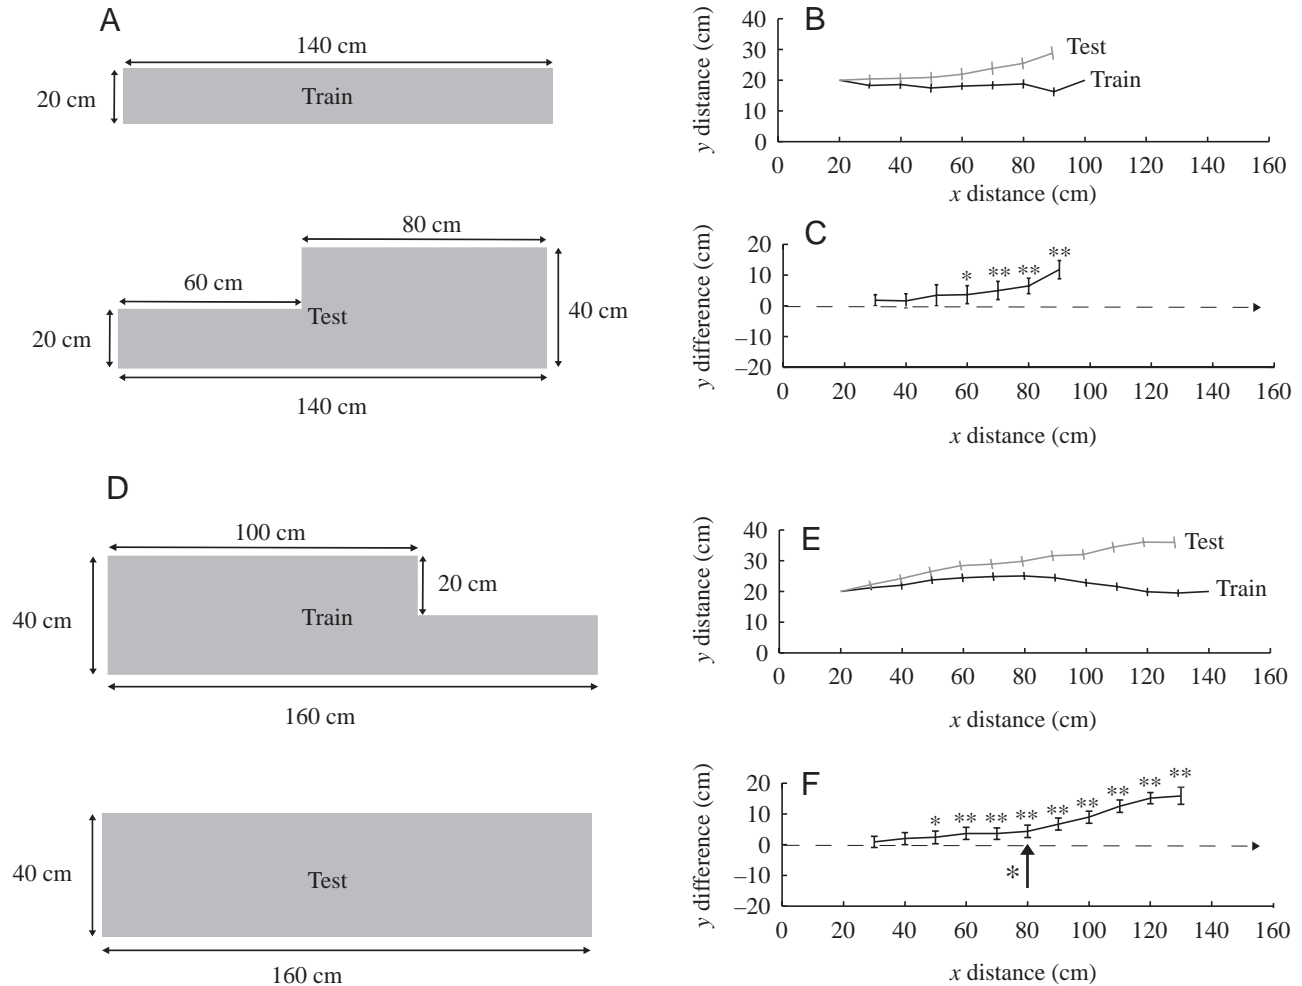 A
140 cm
20 cm
Train
80 cm
60 cm
Test
20 cm
40 cm
140 cm
B
y distance (cm)
40
30
20
10
0
Test
Train
0 20 40 60 80 100 120 140 160
x distance (cm)
C
y difference (cm)
20
10
0
–10
–20
* ** ** **
0 20 40 60 80 100 120 140 160
x distance (cm)
D
100 cm
20 cm
40 cm
Train
160 cm
40 cm
Test
160 cm
E
y distance (cm)
40
30
20
10
0
Test
Train
0 20 40 60 80 100 120 140 160
x distance (cm)
F
y difference (cm)
20
10
0
–10
–20
* ** ** ** ** ** ** ** **
*
0 20 40 60 80 100 120 140 160
x distance (cm)